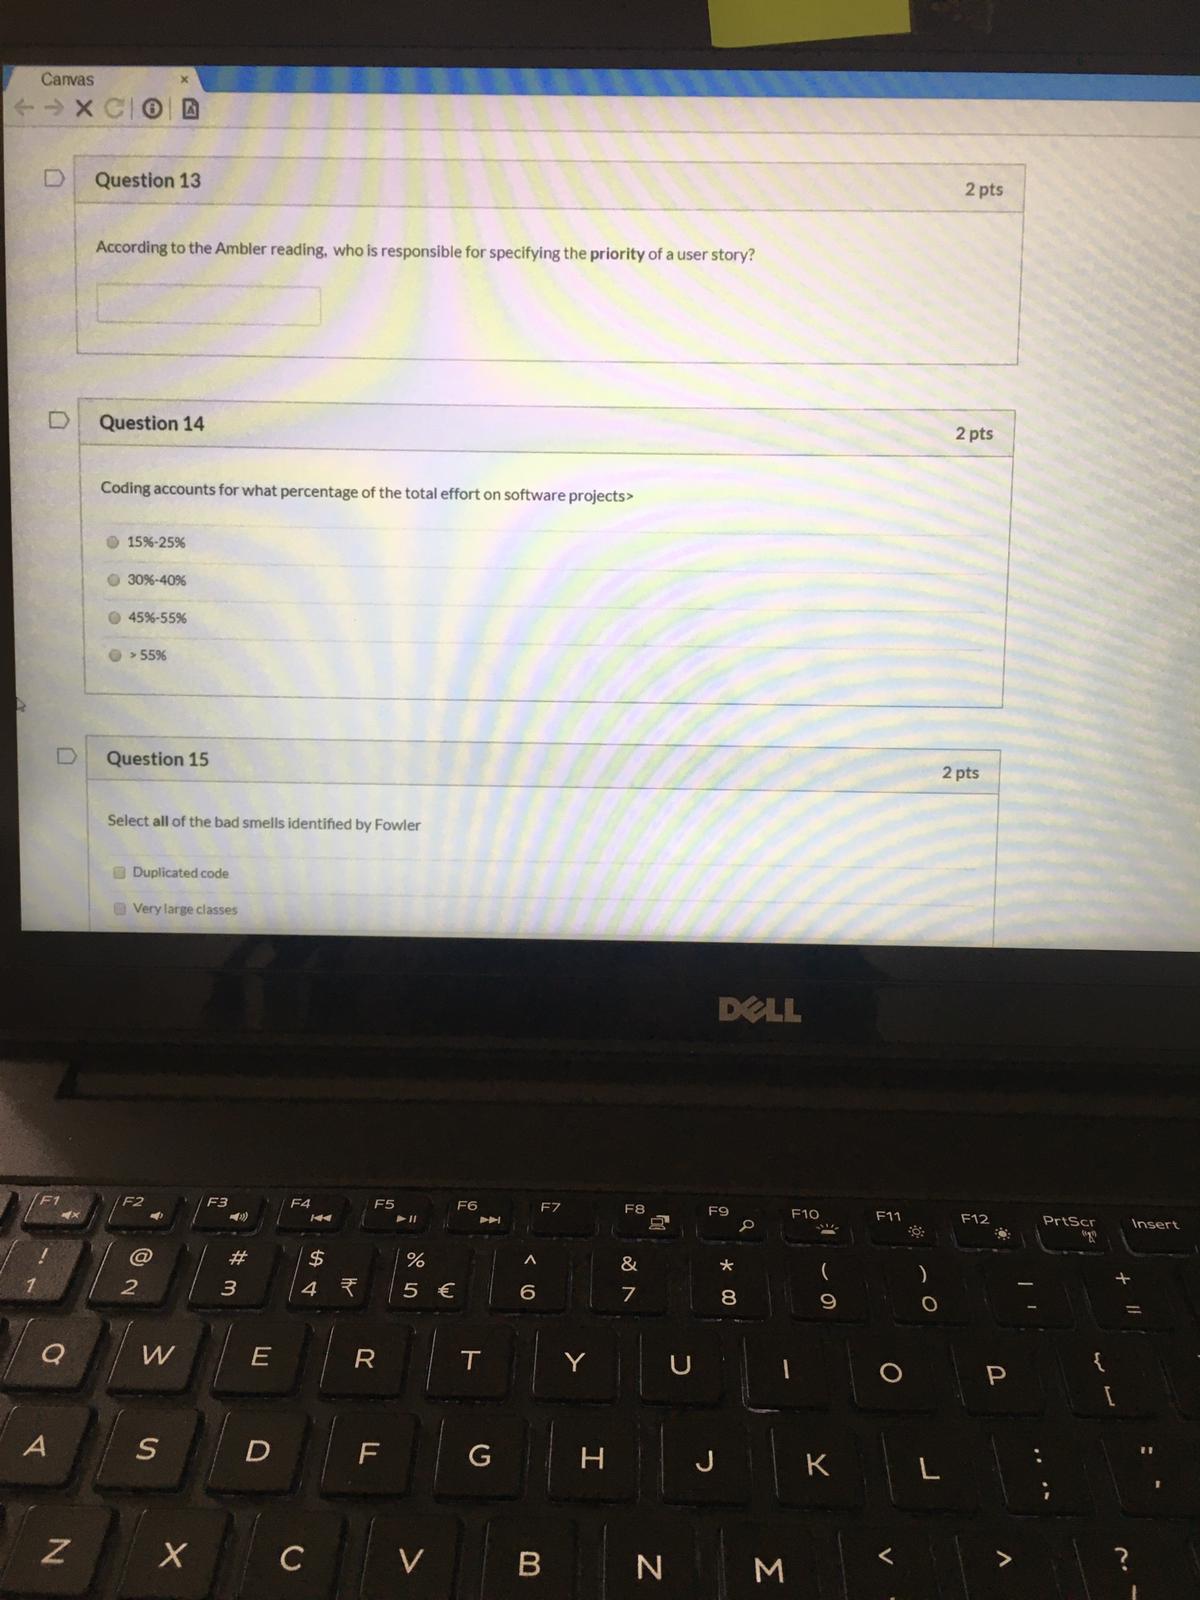 Canvas
Question 13
2 pts
According to the Ambler reading, who is responsible for specifying the priority of a user story?
Question 14
2 pts
Coding accounts for what percentage of the total effort on software projects>
15%-25%
30%-40%
45%-55%
> 55%
Question 15
2 pts
Select all of the bad smells identified by Fowler
Duplicated code
Very large classes
DELL
F1 F2 F3 F4 F5 F6 F7 F8 F9 F10 F11 F12 PrtScr Insert
! @ # $ % ^ & * ( ) _ +
1 2 3 4 ₹ 5 € 6 7 8 9 0 - =
Q W E R T Y U I O P { [
A S D F G H J K L : ; " '
Z X C V B N M < > ?